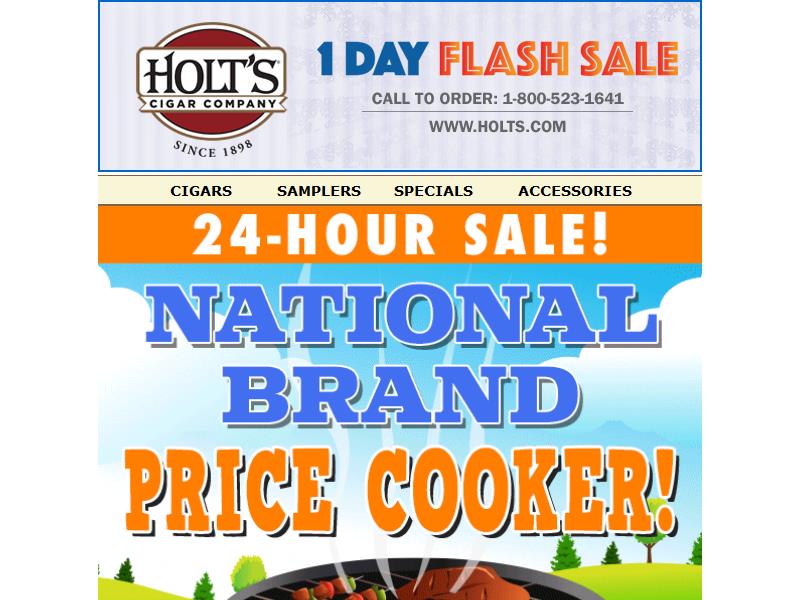 HOLT'S
CIGAR COMPANY
SINCE 1898
1 DAY FLASH SALE
CALL TO ORDER: 1-800-523-1641
WWW.HOLTS.COM
CIGARS SAMPLERS SPECIALS ACCESSORIES
24-HOUR SALE!
NATIONAL
BRAND
PRICE COOKER!